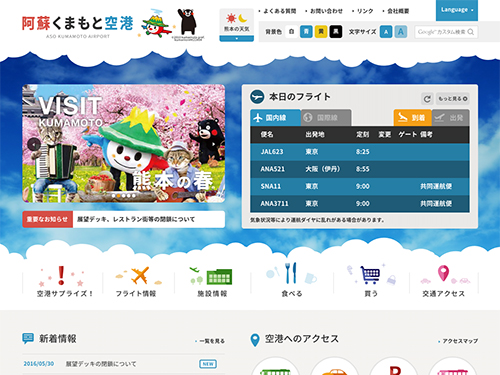 阿蘇くまもと空港
ASO KUMAMOTO AIRPORT
熊本の天気
よくある質問
お問い合わせ
リンク
会社概要
Language
背景色 白 青 黄 黒
文字サイズ A A A
Google カスタム検索
VISIT
KUMAMOTO
熊本の春
重要なお知らせ 展望デッキ、レストラン街等の閉鎖について
本日のフライト
もっと見る
国内線 国際線 到着 出発
便名 出発地 定刻 変更 ゲート 備考
JAL623 東京 8:25
ANA521 大阪（伊丹） 8:55
SNA11 東京 9:00 共同運航便
ANA3711 東京 9:00 共同運航便
気象状況等により運航ダイヤに乱れがある場合があります。
空港サプライズ！
フライト情報
施設情報
食べる
買う
交通アクセス
新着情報
一覧を見る
2016/05/30 展望デッキの閉鎖について NEW
空港へのアクセス
アクセスマップ